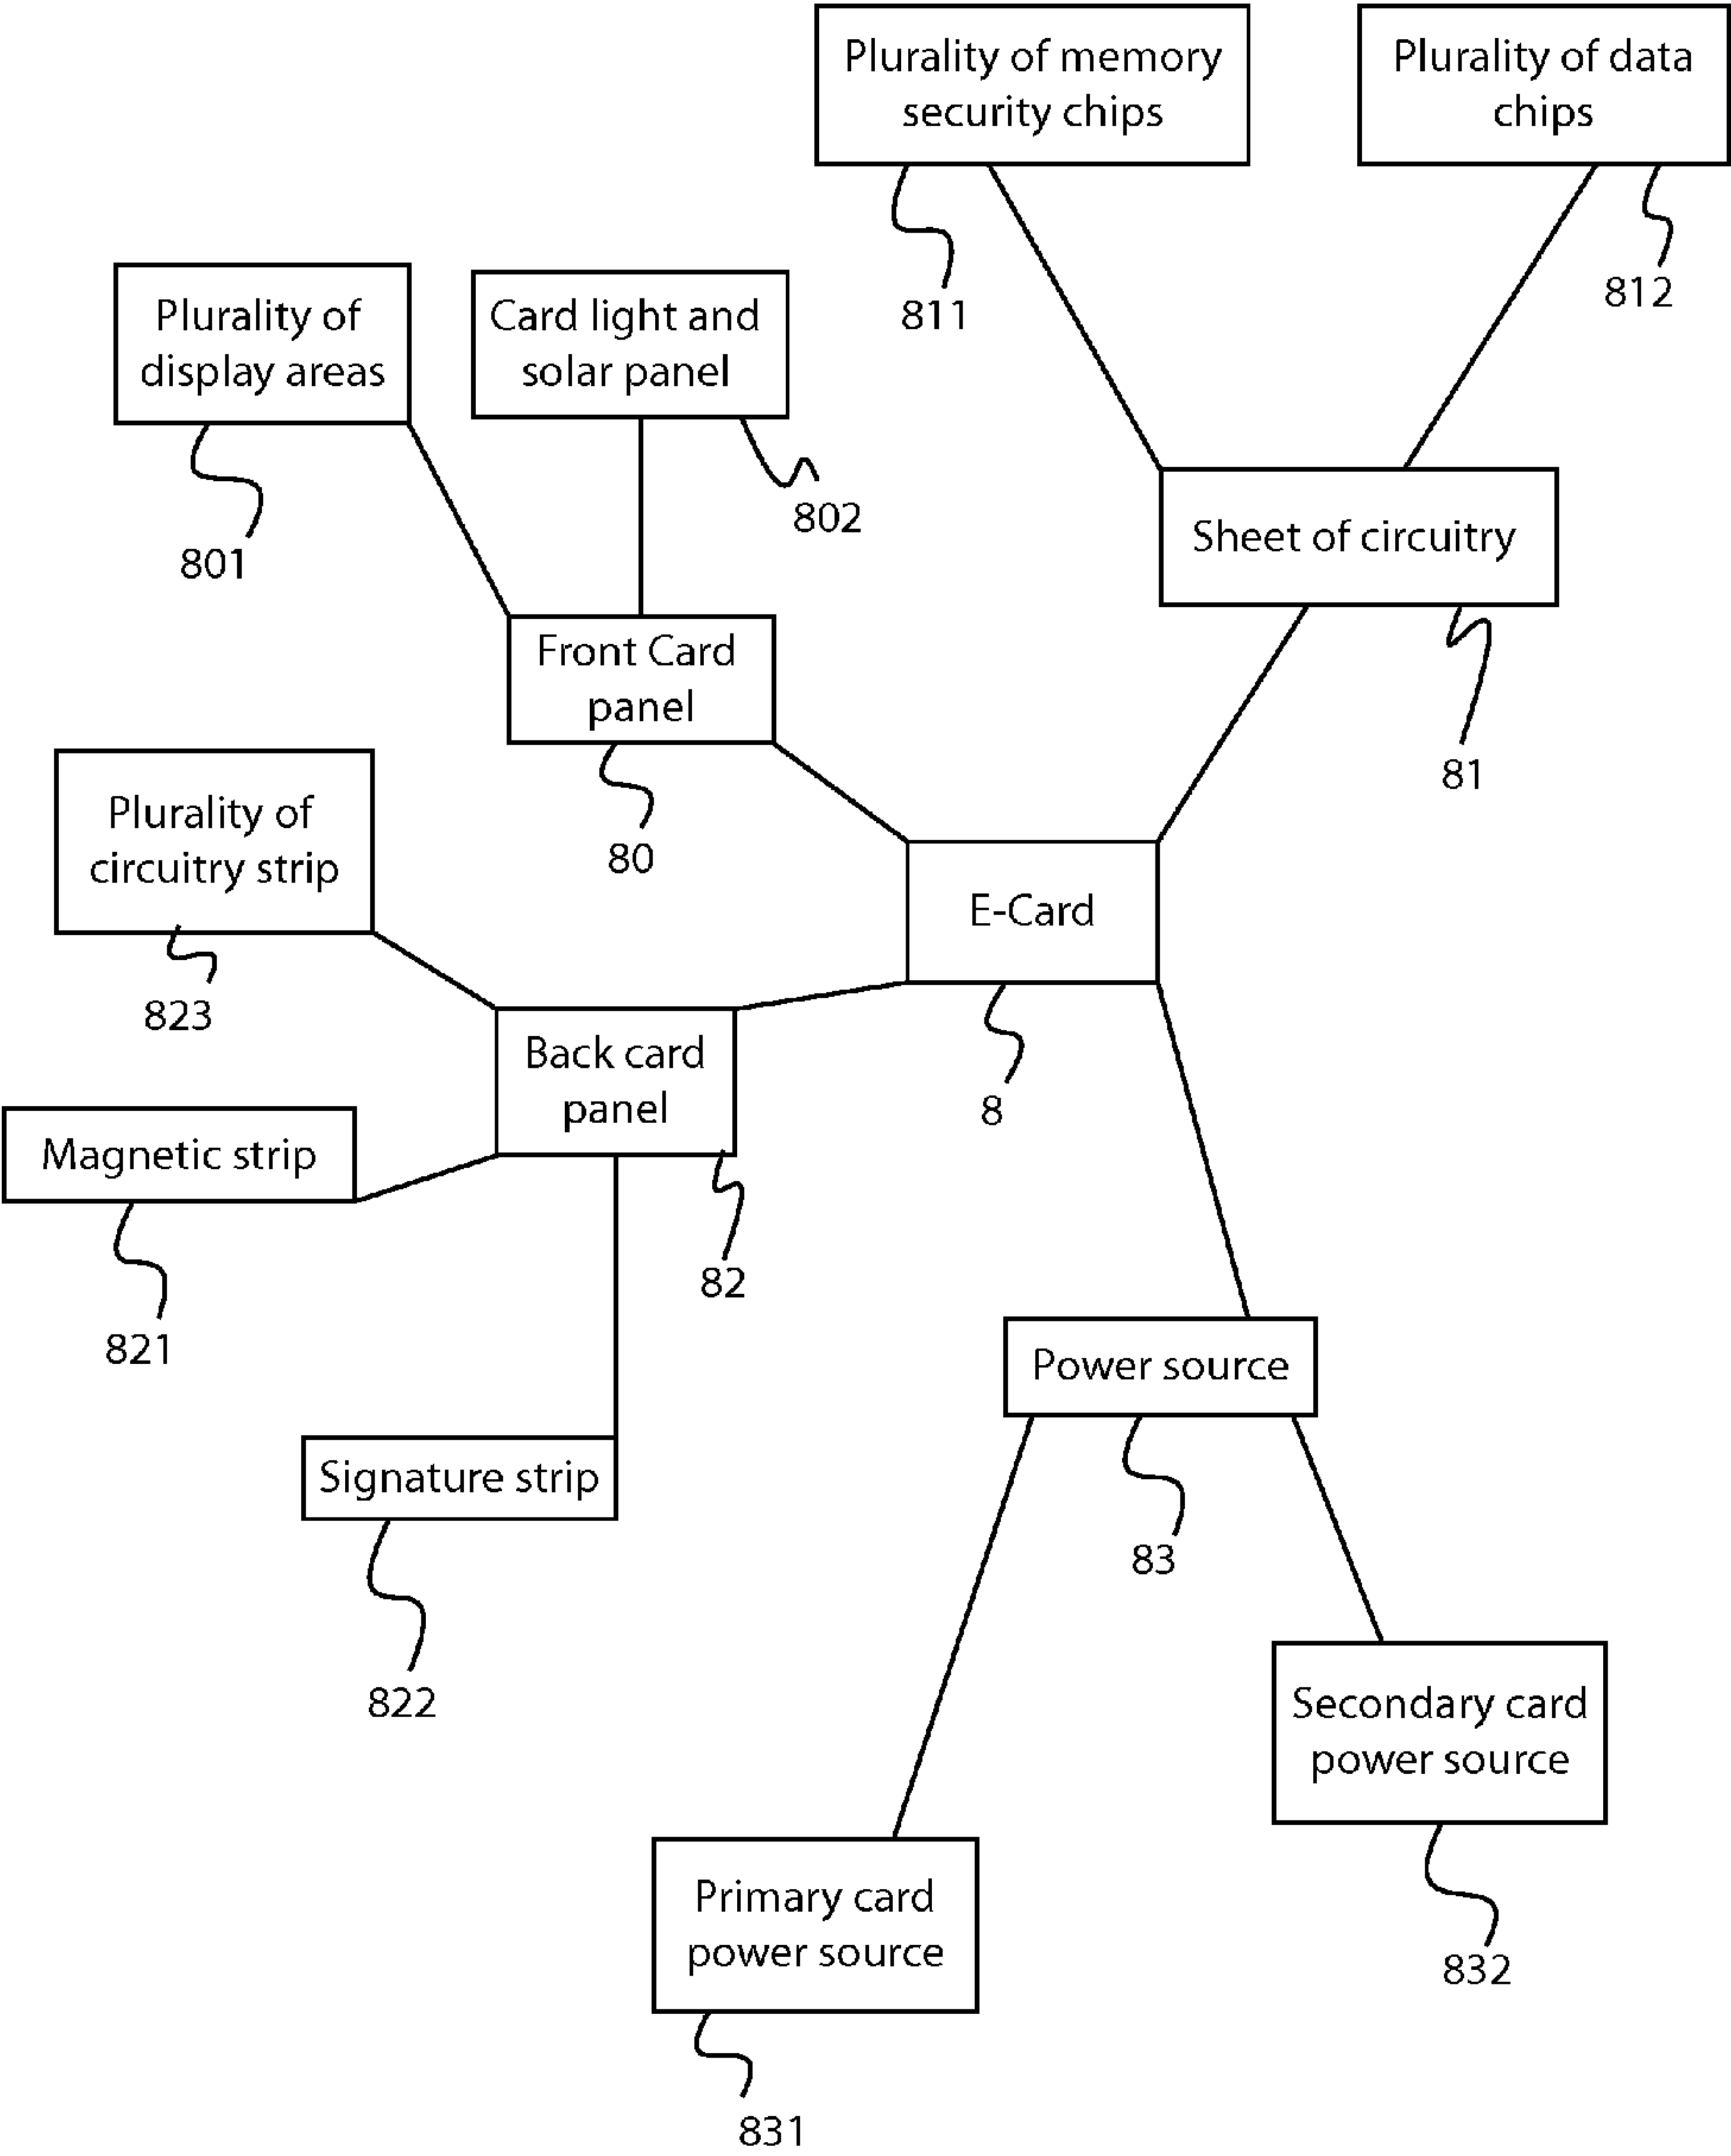 Plurality of memory
security chips
Plurality of data
chips
811
812
Plurality of
display areas
Card light and
solar panel
801
802
Sheet of circuitry
81
Front Card
panel
80
Plurality of
circuitry strip
823
E-Card
8
Back card
panel
82
Magnetic strip
821
Power source
83
Signature strip
822
Secondary card
power source
832
Primary card
power source
831